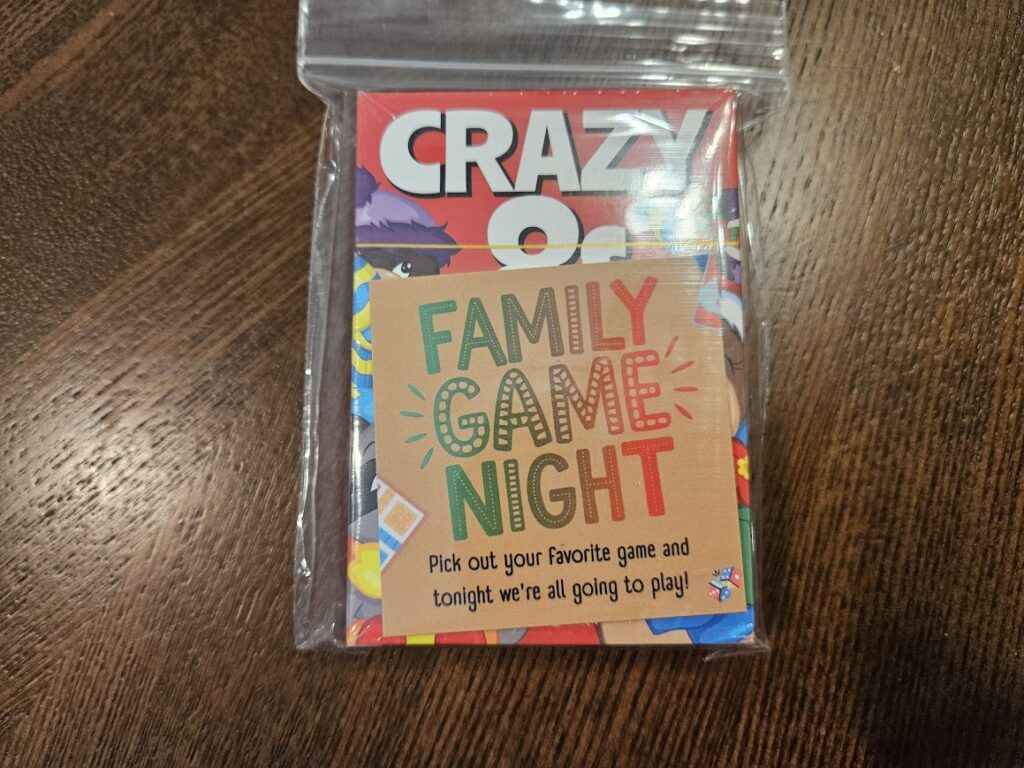 CRAZY
FAMILY
GAME
NIGHT
Pick out your favorite game and
tonight we're all going to play!